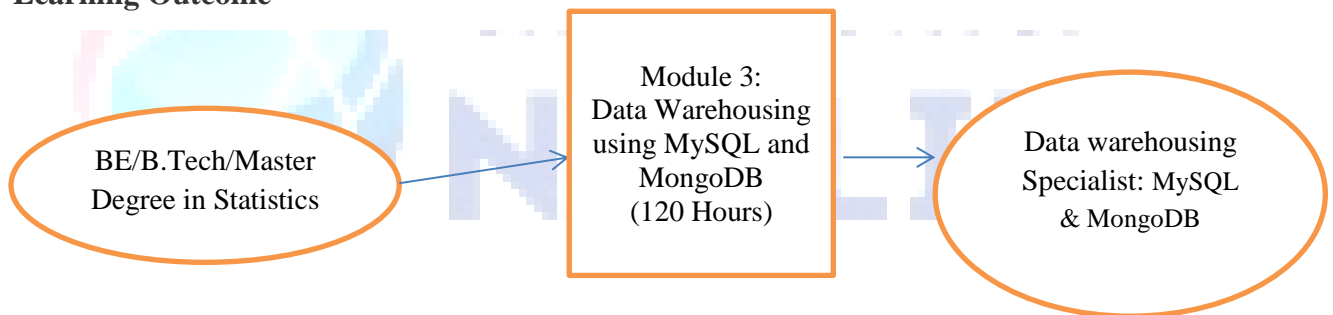 Learning Outcome
BE/B.Tech/Master
Degree in Statistics
Module 3:
Data Warehousing
using MySQL and
MongoDB
(120 Hours)
Data warehousing
Specialist: MySQL
& MongoDB